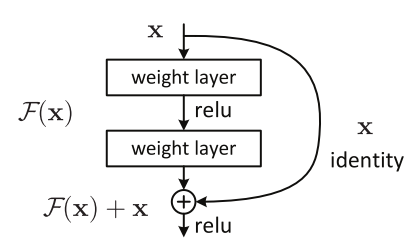 x
weight layer
relu
F(x)
weight layer
x
identity
F(x) + x
relu